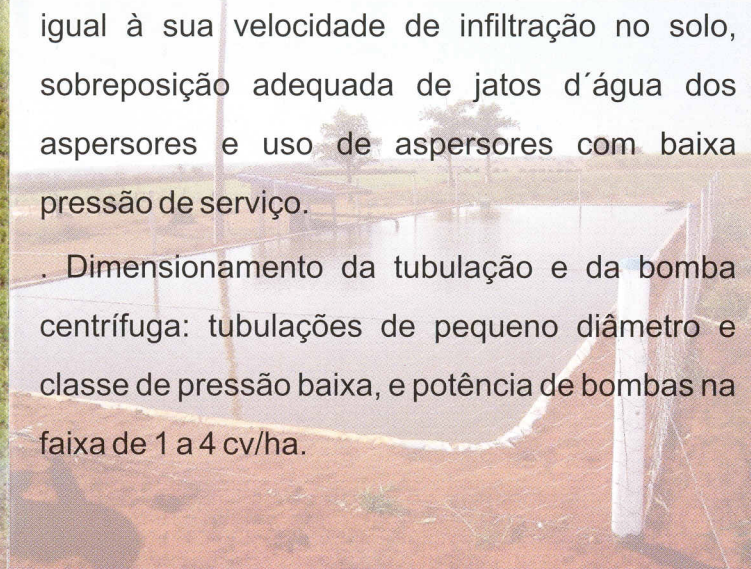 igual à sua velocidade de infiltração no solo,
sobreposição adequada de jatos d´água dos
aspersores e uso de aspersores com baixa
pressão de serviço.
. Dimensionamento da tubulação e da bomba
centrífuga: tubulações de pequeno diâmetro e
classe de pressão baixa, e potência de bombas na
faixa de 1 a 4 cv/ha.